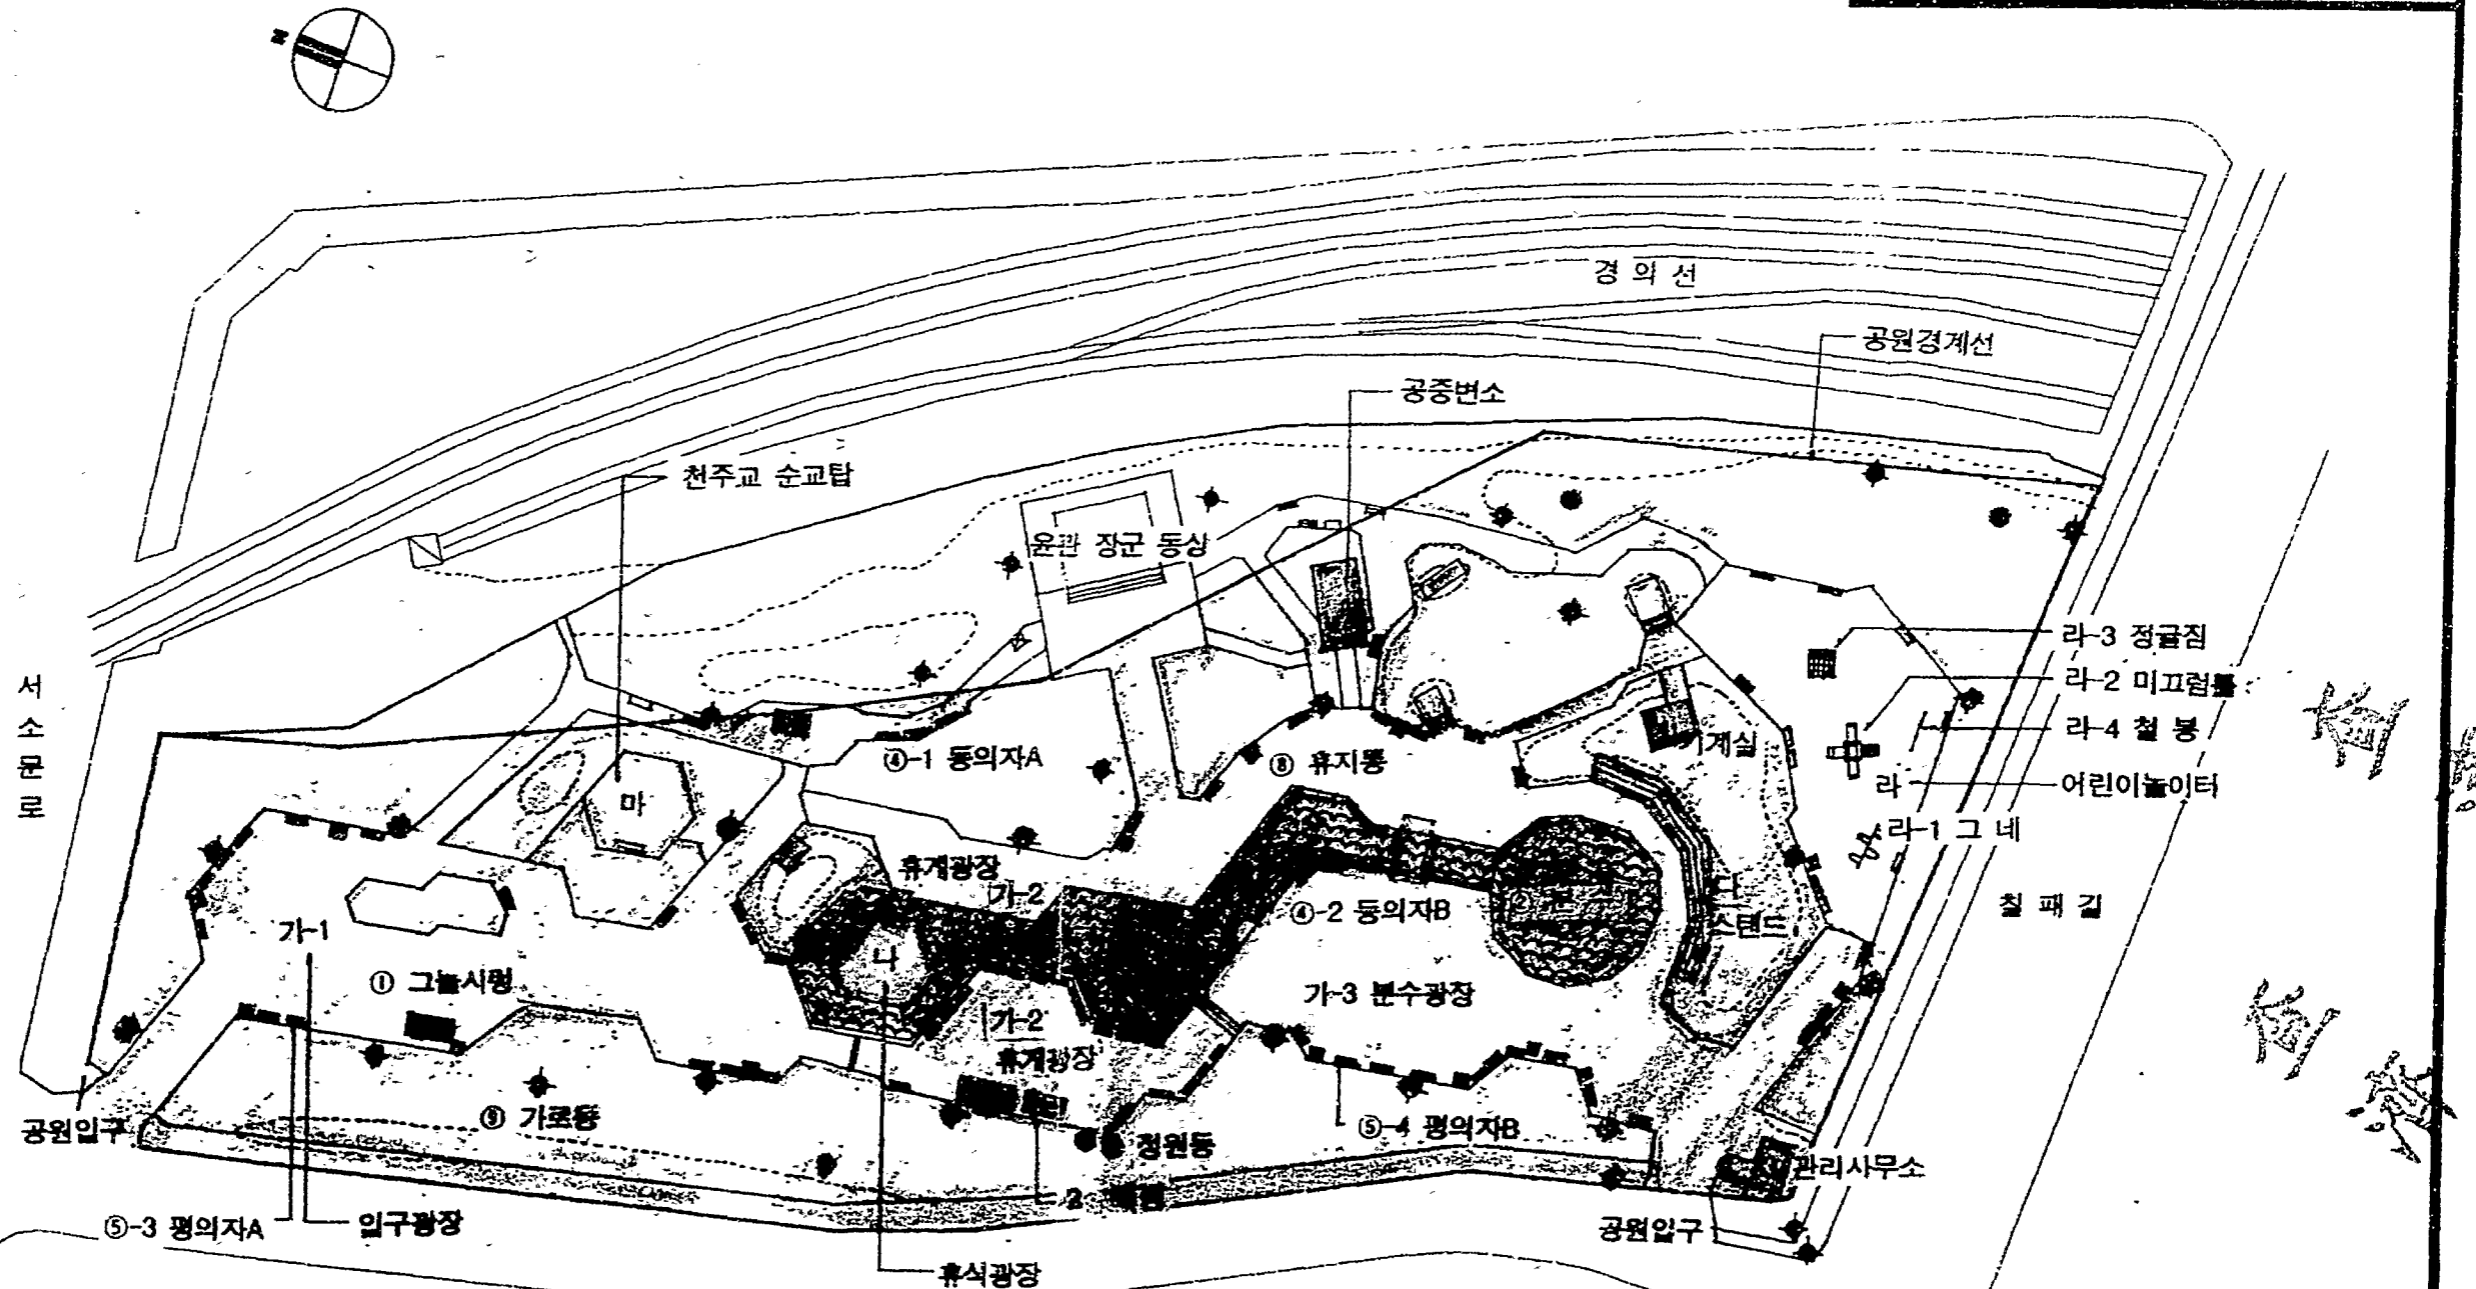 N
경의선
공원경계선
공중변소
천주교 순교탑
윤관 장군 동상
라-3 정글짐
라-2 미끄럼틀
라-4 철봉
라
어린이놀이터
라-1 그네
서소문로
④-1 등의자A
⑧ 휴지통
기계실
마
휴게광장
가-2
④-2 등의자B
다
스탠드
칠패길
가-1
나
① 그늘시렁
가-3 분수광장
가-2
휴게광장
공원입구
⑨ 가로등
정원등
⑤-4 평의자B
관리사무소
⑤-3 평의자A
입구광장
공원입구
휴식광장